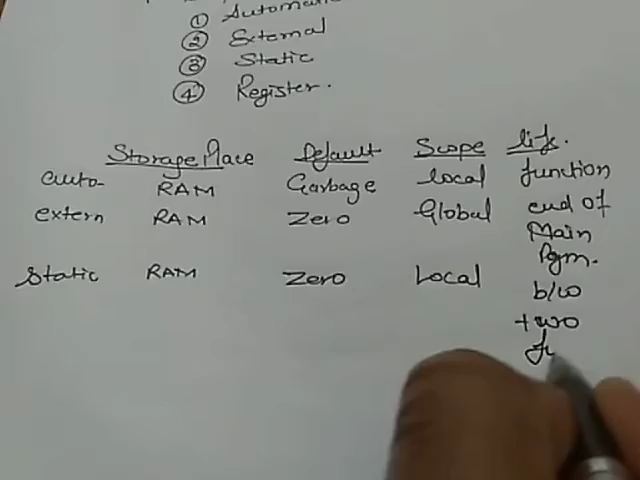 ① Automatic
② External
③ Static
④ Register.
Storage Place Default Scope life.
auto- RAM Garbage local function
extern RAM Zero Global end of
Main
Pgm.
Static RAM Zero Local b/w
two